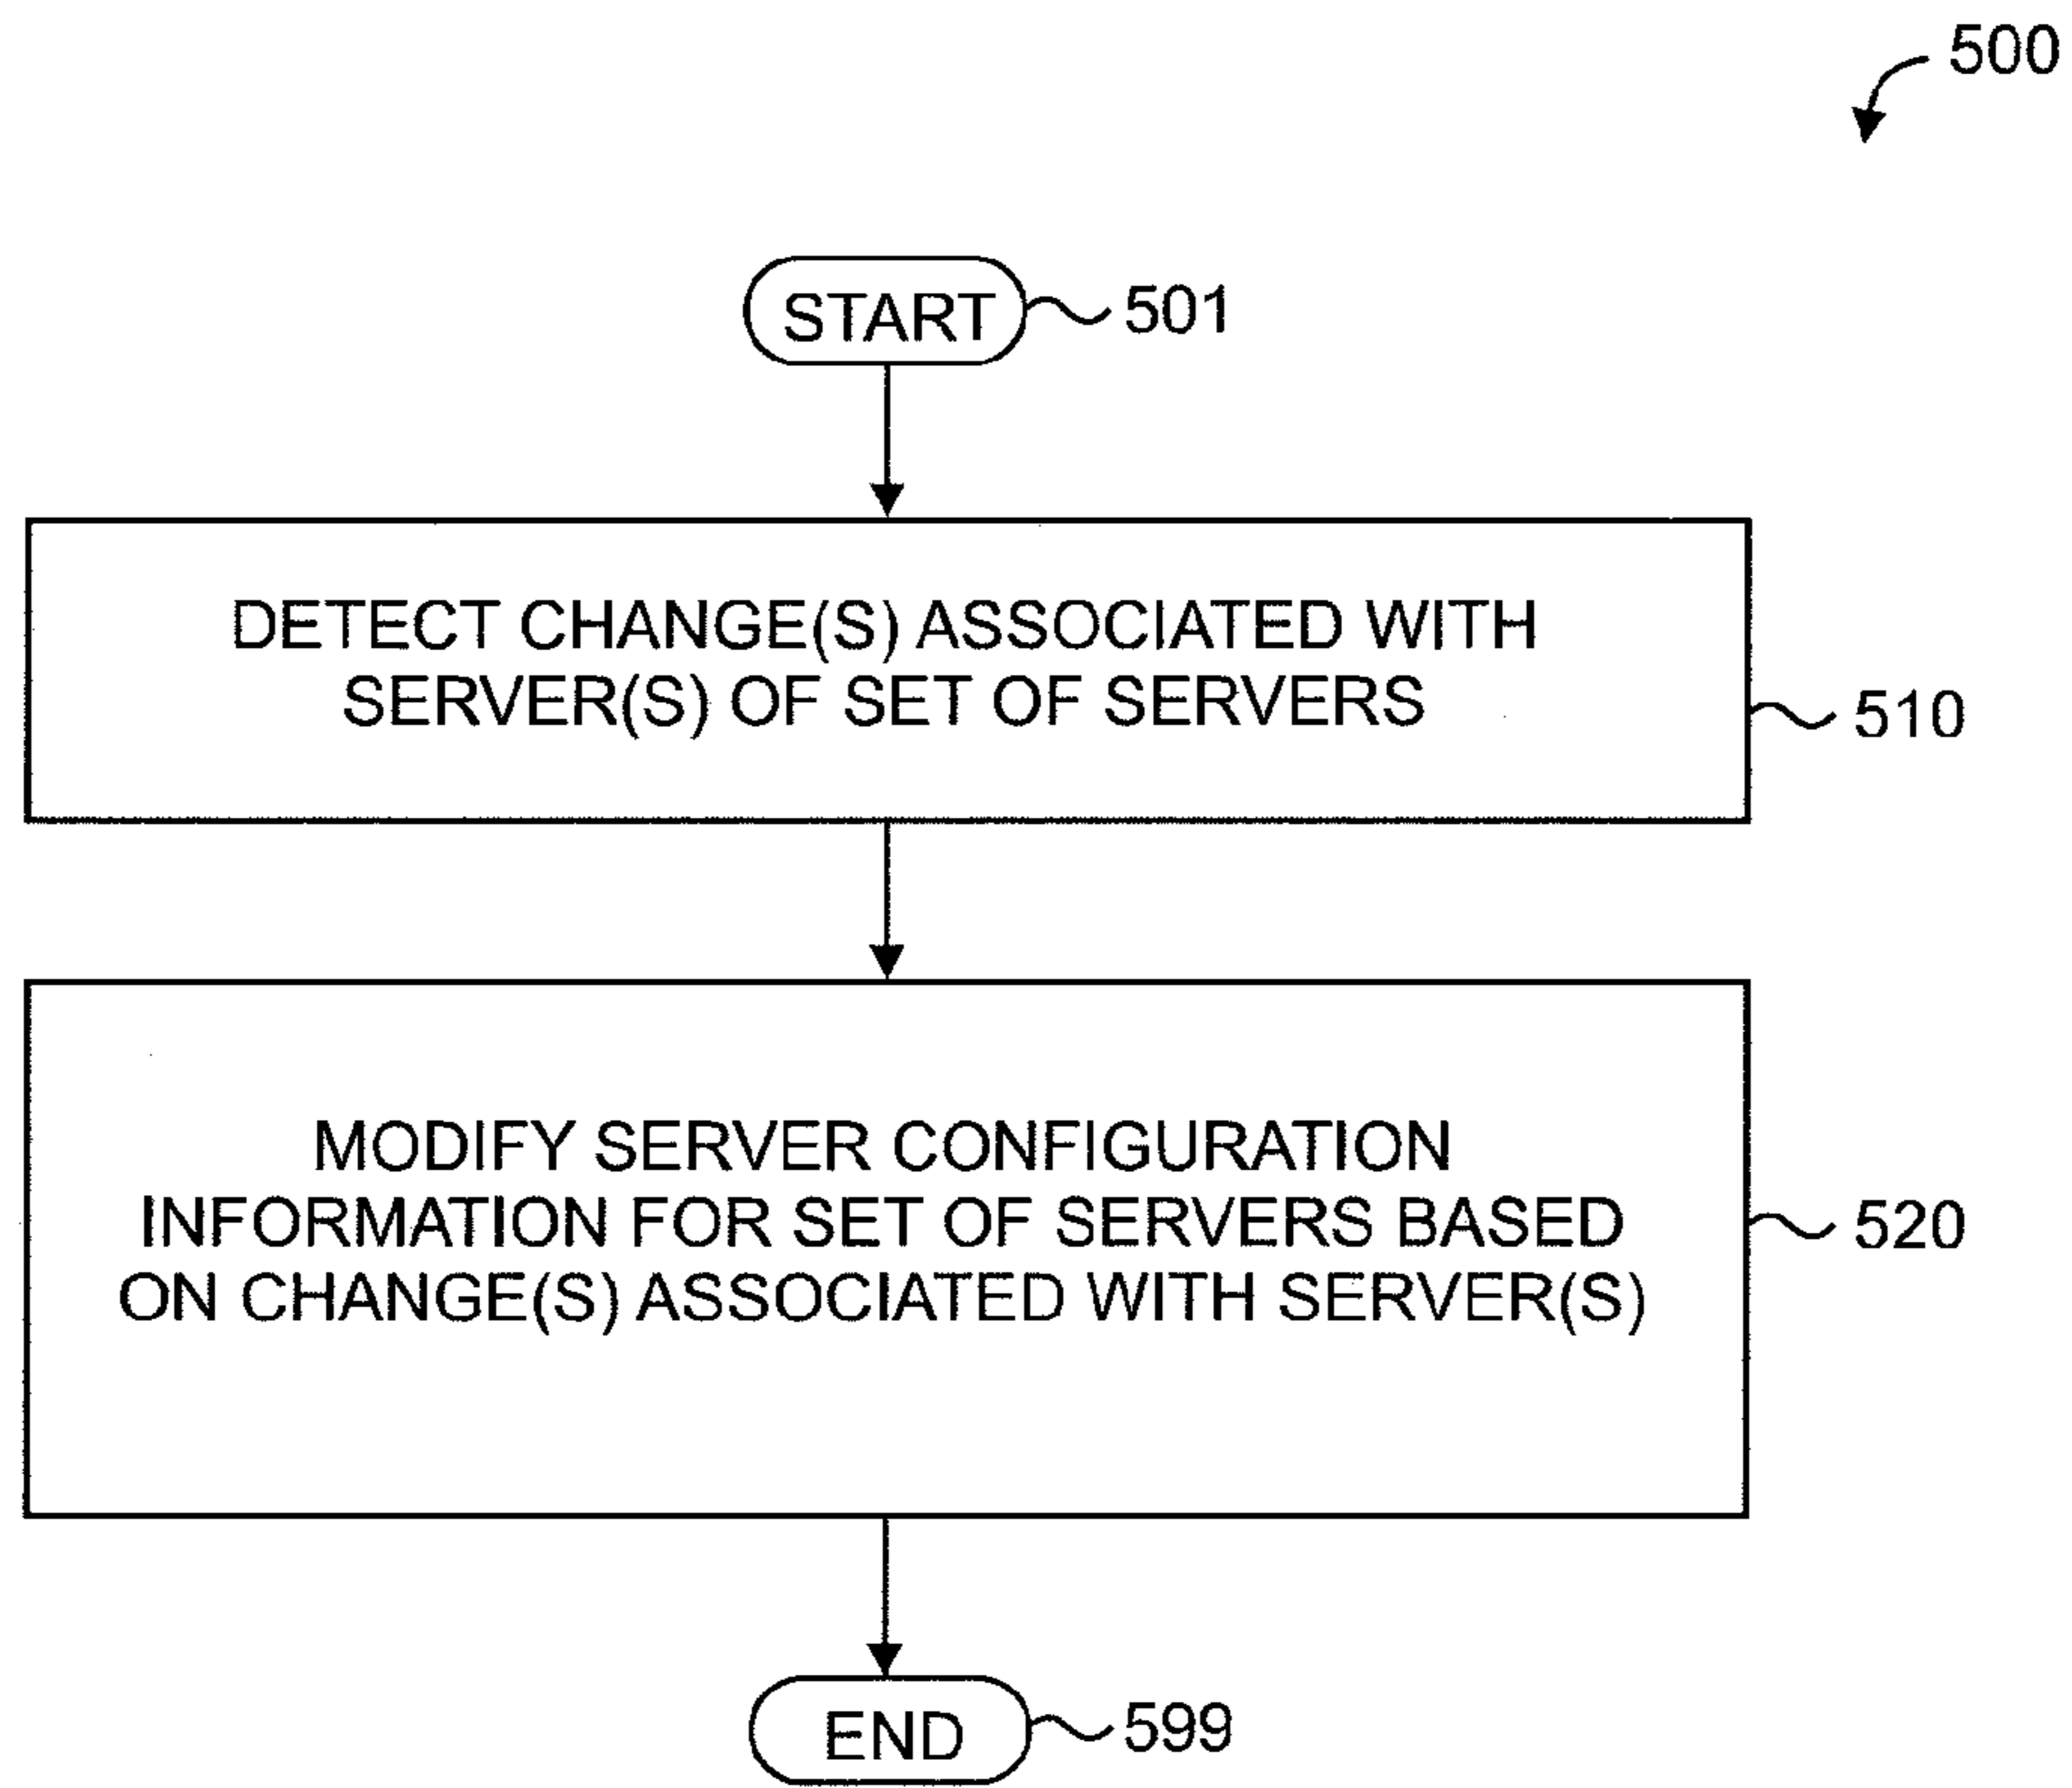 500
START
501
DETECT CHANGE(S) ASSOCIATED WITH
SERVER(S) OF SET OF SERVERS
510
MODIFY SERVER CONFIGURATION
INFORMATION FOR SET OF SERVERS BASED
ON CHANGE(S) ASSOCIATED WITH SERVER(S)
520
END
599